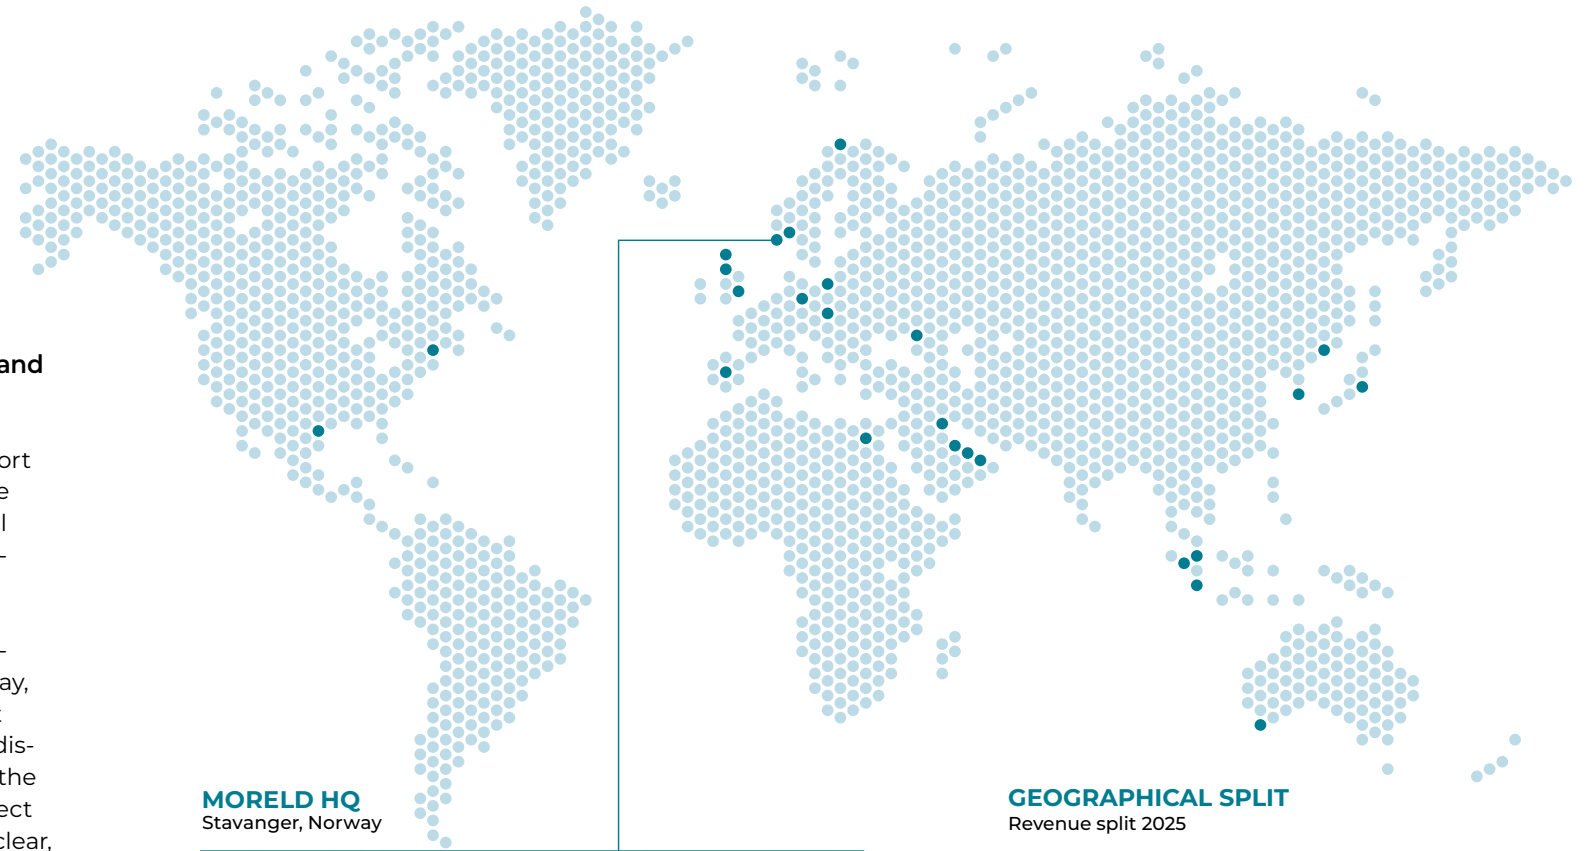 and
ort
e
l
-
-
ay,
dis-
the
ect
clear,
MORELD HQ
Stavanger, Norway
GEOGRAPHICAL SPLIT
Revenue split 2025